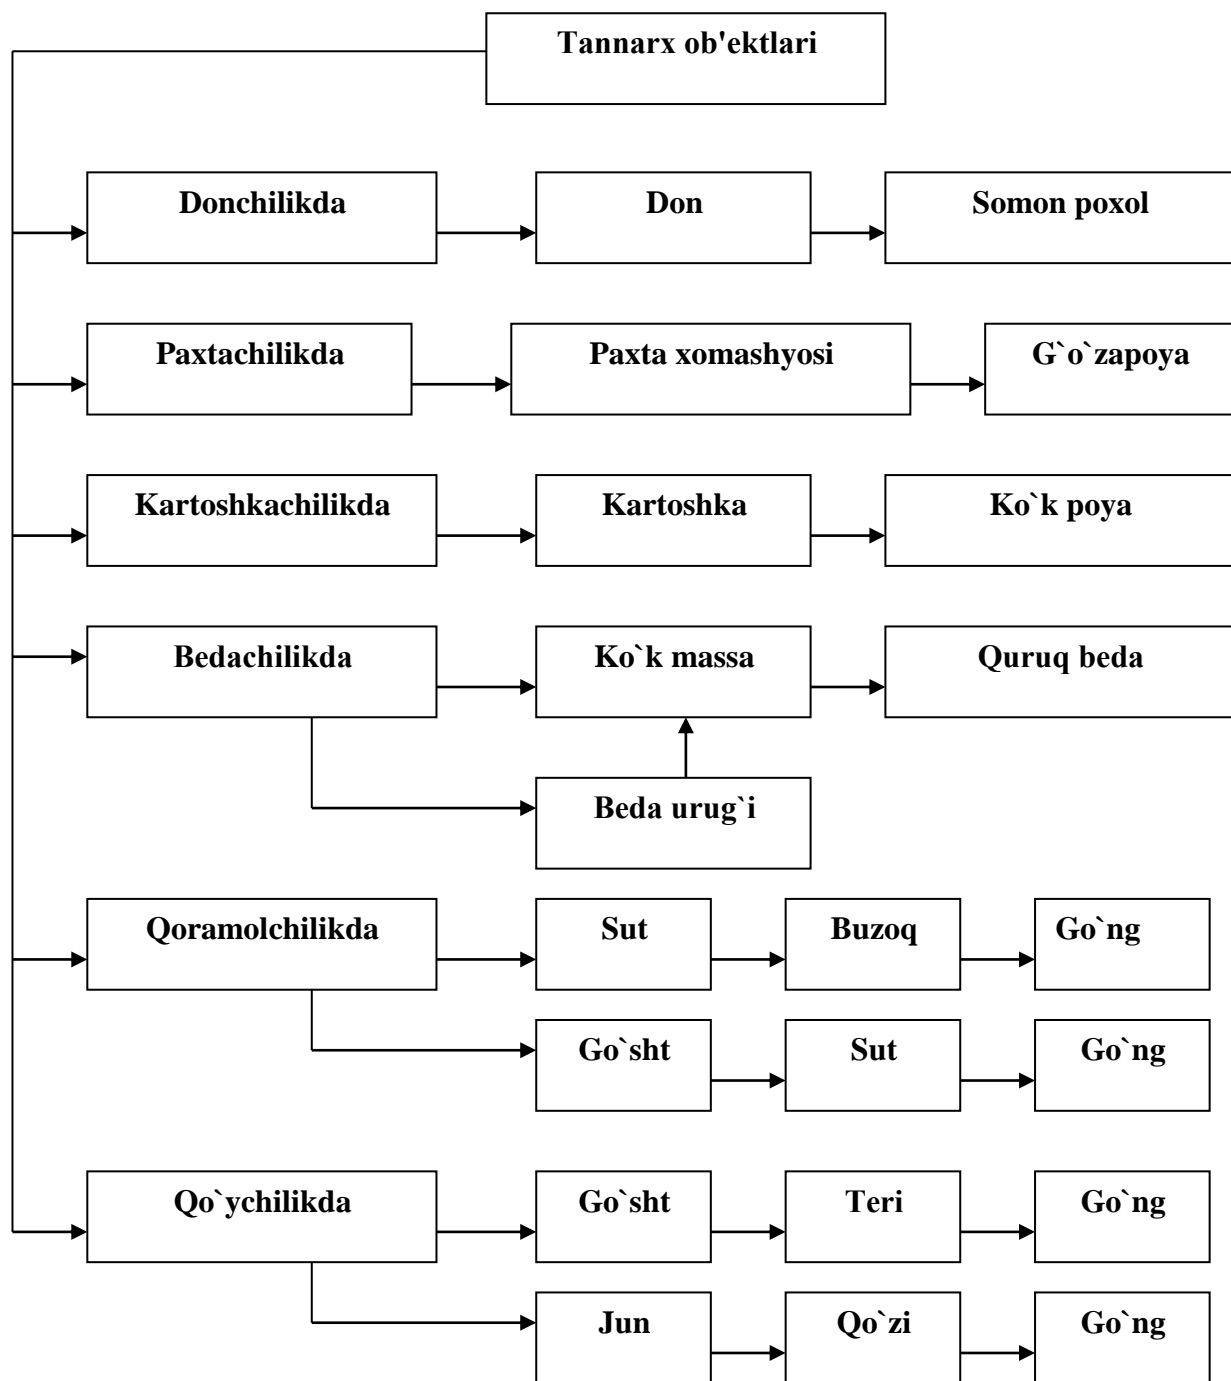 Tannarx ob'ektlari
Donchilikda
Don
Somon poxol
Paxtachilikda
Paxta xomashyosi
G`o`zapoya
Kartoshkachilikda
Kartoshka
Ko`k poya
Bedachilikda
Ko`k massa
Quruq beda
Beda urug`i
Qoramolchilikda
Sut
Buzoq
Go`ng
Go`sht
Sut
Go`ng
Qo`ychilikda
Go`sht
Teri
Go`ng
Jun
Qo`zi
Go`ng